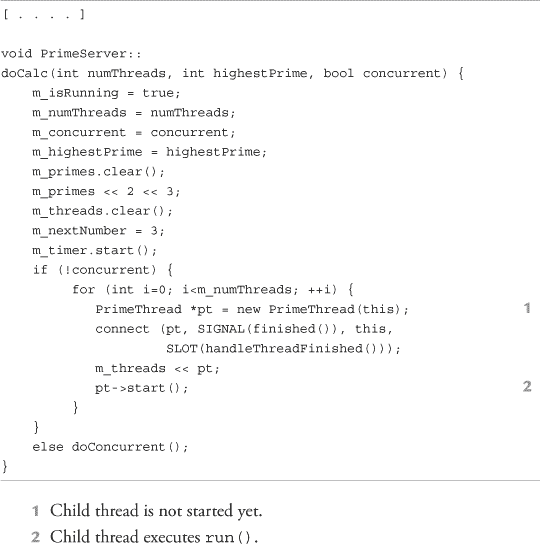 [ . . . . ]
void PrimeServer::
doCalc(int numThreads, int highestPrime, bool concurrent) {
    m_isRunning = true;
    m_numThreads = numThreads;
    m_concurrent = concurrent;
    m_highestPrime = highestPrime;
    m_primes.clear();
    m_primes << 2 << 3;
    m_threads.clear();
    m_nextNumber = 3;
    m_timer.start();
    if (!concurrent) {
         for (int i=0; i<m_numThreads; ++i) {
            PrimeThread *pt = new PrimeThread(this); 1
            connect (pt, SIGNAL(finished()), this,
                     SLOT(handleThreadFinished()));
            m_threads << pt;
            pt->start(); 2
         }
    }
    else doConcurrent();
}
1 Child thread is not started yet.
2 Child thread executes run().